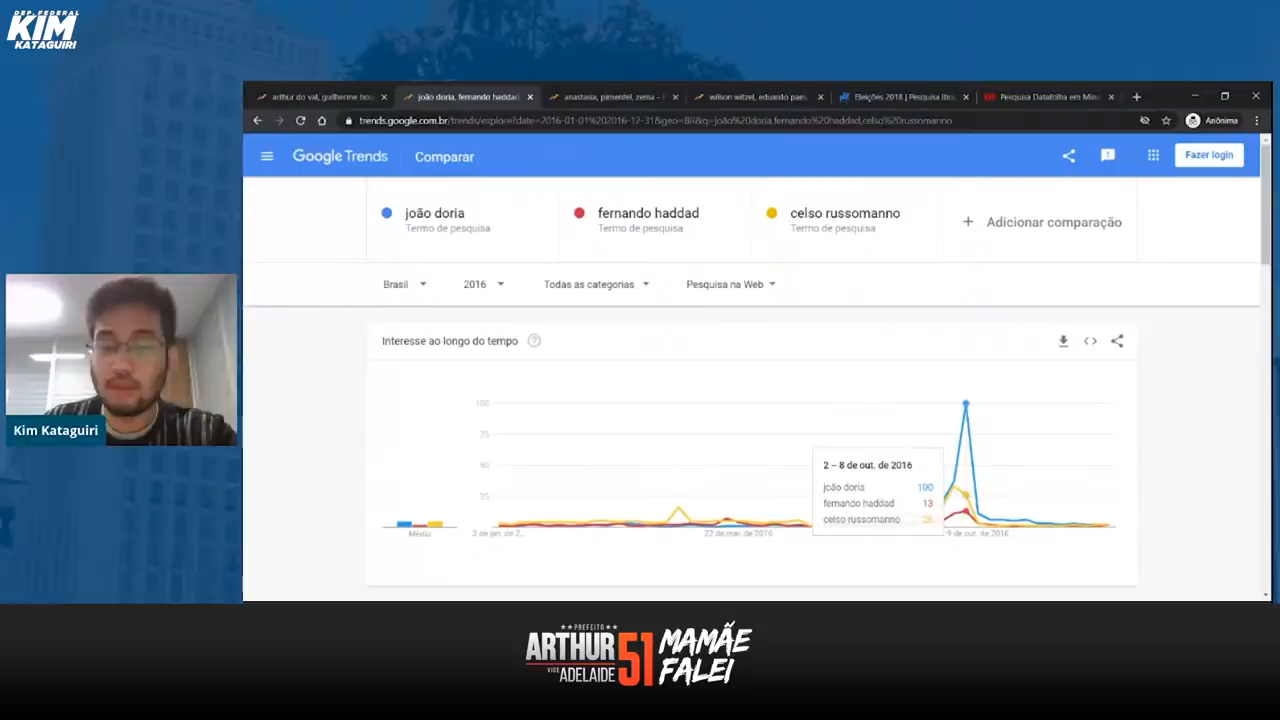 DEP. FEDERAL
KIM
KATAGUIRI
arthur do val, guilherme bou
joão doria, fernando haddad
anastasia, pimentel, zema -
wilson witzel, eduardo paes
Eleições 2018 | Pesquisa Ibop
Pesquisa Datafolha em Mina
trends.google.com.br/trends/explore?date=2016-01-01%202016-12-31&geo=BR&q=joão%20doria,fernando%20haddad,celso%20russomanno
Anônima
Google Trends
Comparar
Fazer login
joão doria
Termo de pesquisa
fernando haddad
Termo de pesquisa
celso russomanno
Termo de pesquisa
+ Adicionar comparação
Brasil
2016
Todas as categorias
Pesquisa na Web
Interesse ao longo do tempo
100
75
50
25
Média
3 de jan. de 2...
22 de mai. de 2016
9 de out. de 2016
2 – 8 de out. de 2016
joão doria 100
fernando haddad 13
celso russomanno 26
Kim Kataguiri
PREFEITO
ARTHUR 51
VICE ADELAIDE
MAMÃE
FALEI